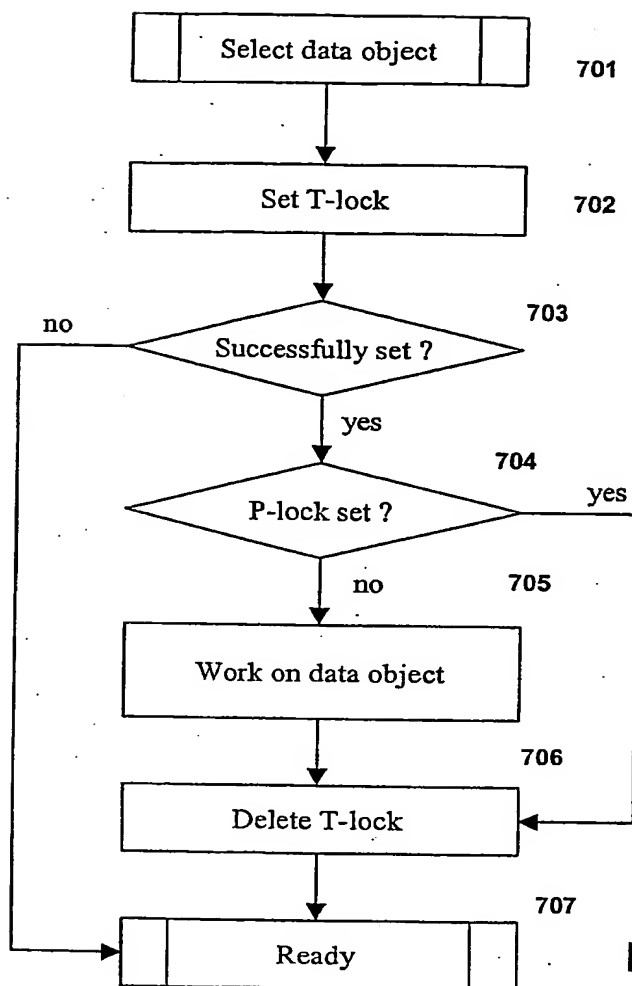 Select data object
701
Set T-lock
702
703
no
Successfully set ?
yes
704
P-lock set ?
yes
no
705
Work on data object
706
Delete T-lock
707
Ready